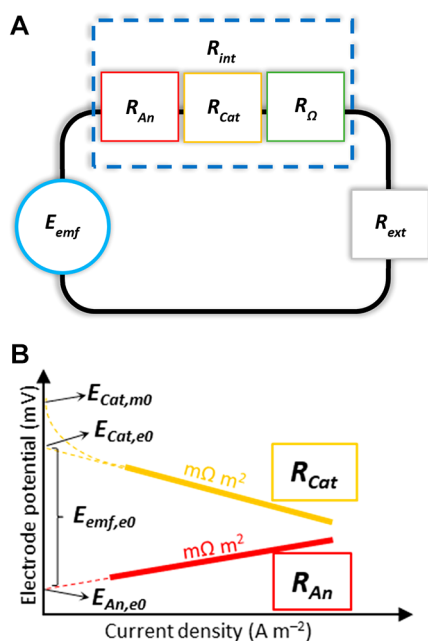 A
R_int
R_An R_Cat R_Ω
E_emf R_ext
B
Electrode potential (mV)
E_Cat,m0
E_Cat,e0
mΩ m²
R_Cat
E_emf,e0
mΩ m²
R_An
E_An,e0
Current density (A m⁻²)